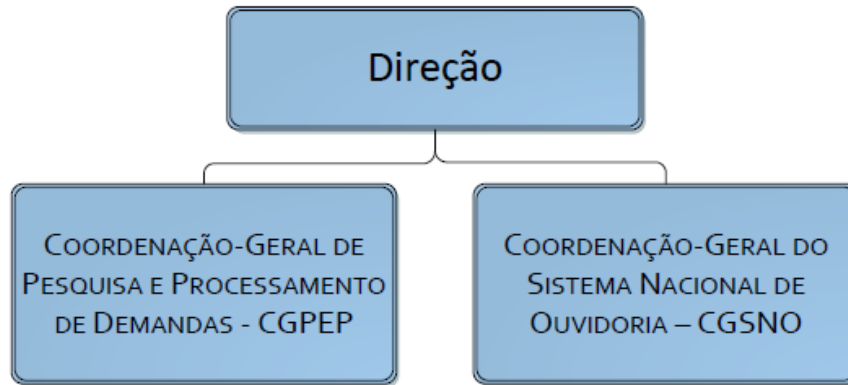 Direção
COORDENAÇÃO-GERAL DE
PESQUISA E PROCESSAMENTO
DE DEMANDAS - CGPEP
COORDENAÇÃO-GERAL DO
SISTEMA NACIONAL DE
OUVIDORIA – CGSNO